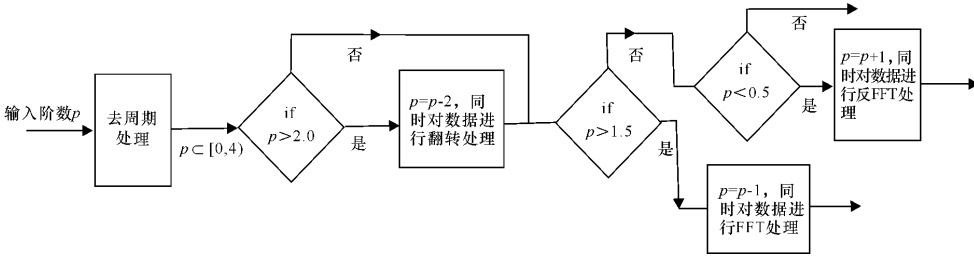 输入阶数p
去周期
处理
p⊂[0,4)
if
p>2.0
否
是
p=p-2，同
时对数据进
行翻转处理
if
p>1.5
否
是
if
p<0.5
否
是
p=p+1,同
时对数据进
行反FFT处
理
p=p-1，同
时对数据进
行FFT处理